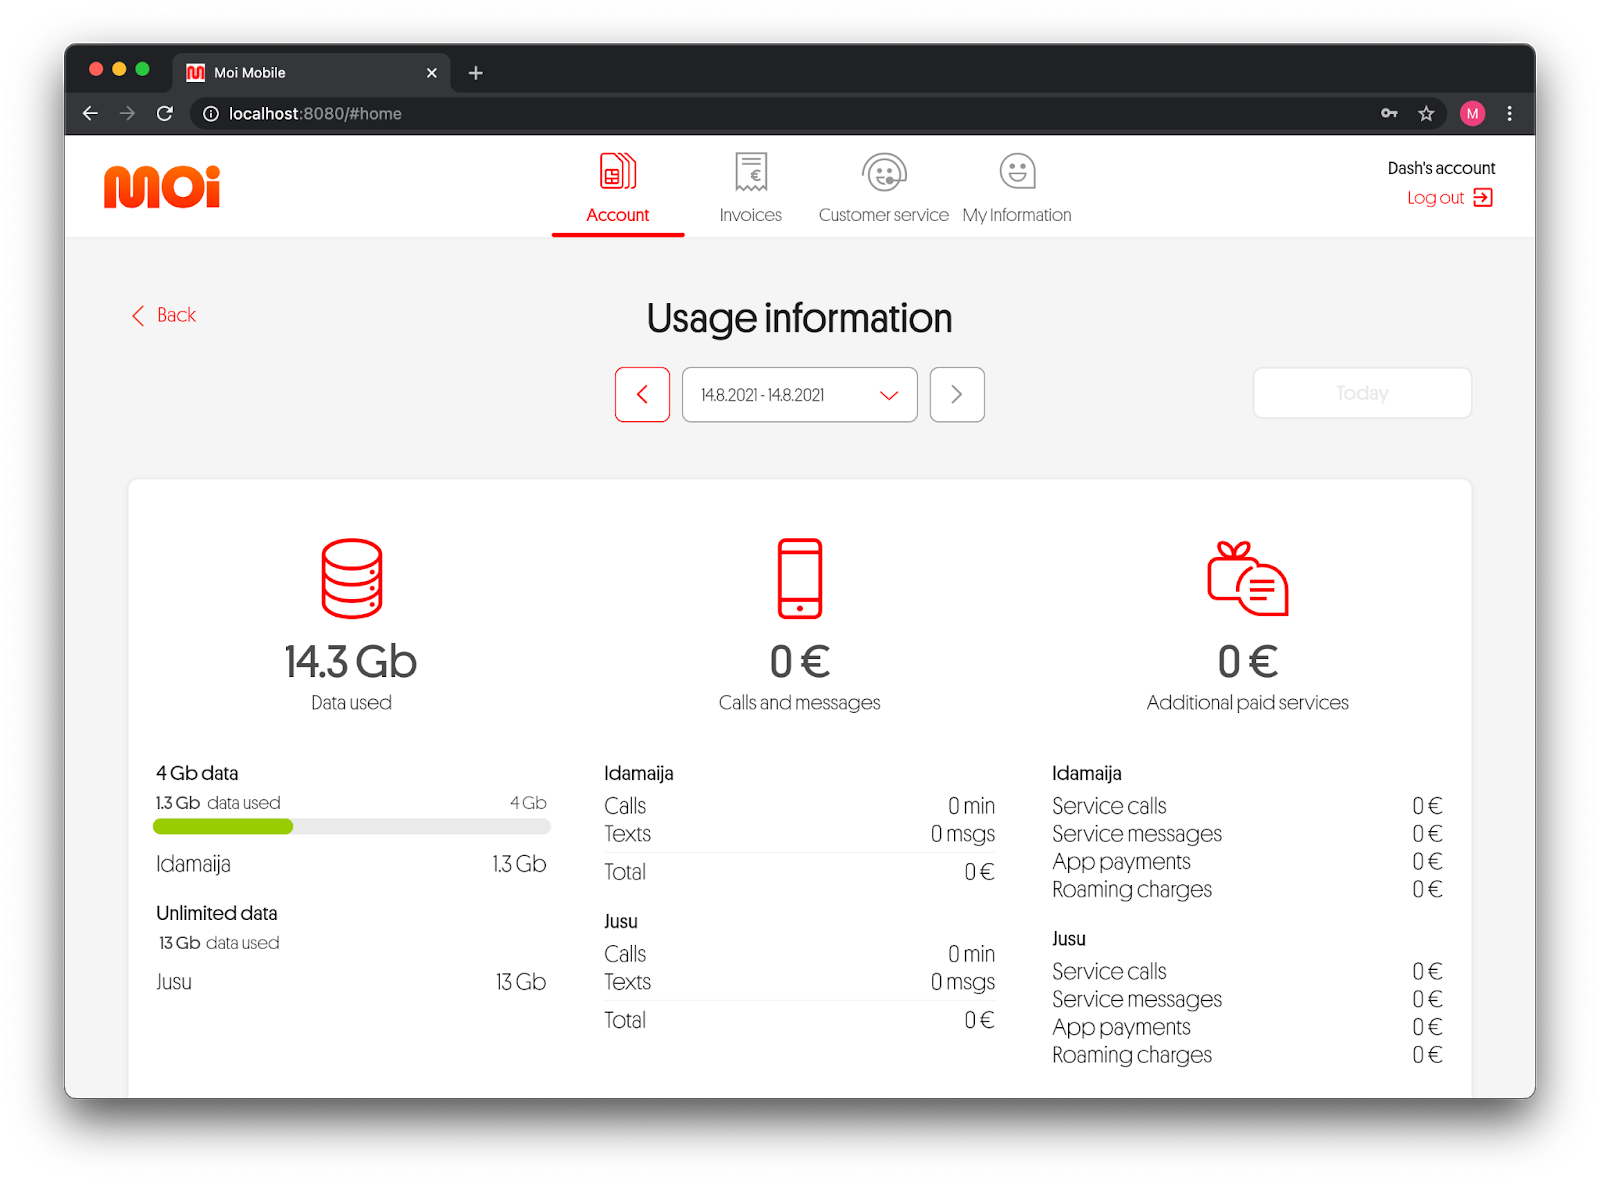 Moi Mobile
localhost:8080/#home
M
MOi
Account
Invoices
€
Customer service
My Information
Dash's account
Log out
Back
Usage information
14.8.2021 - 14.8.2021
Today
14.3 Gb
Data used
4 Gb data
1.3 Gb data used 4 Gb
Idamaija 1.3 Gb
Unlimited data
13 Gb data used
Jusu 13 Gb
0 €
Calls and messages
Idamaija
Calls 0 min
Texts 0 msgs
Total 0 €
Jusu
Calls 0 min
Texts 0 msgs
Total 0 €
0 €
Additional paid services
Idamaija
Service calls 0 €
Service messages 0 €
App payments 0 €
Roaming charges 0 €
Jusu
Service calls 0 €
Service messages 0 €
App payments 0 €
Roaming charges 0 €